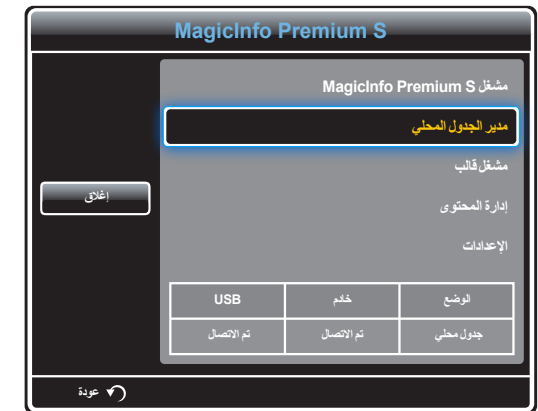 MagicInfo Premium S
مشغل MagicInfo Premium S
مدير الجدول المحلي
مشغل قالب
إدارة المحتوى
الإعدادات
إغلاق
الوضع خادم USB
جدول محلي تم الاتصال تم الاتصال
عودة